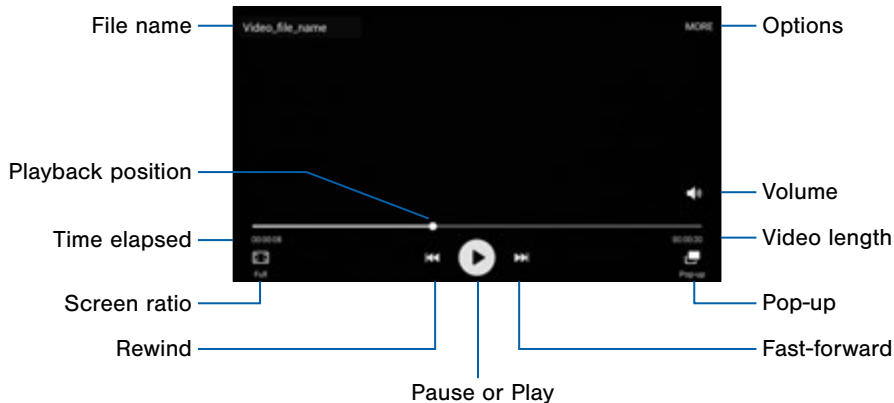 File name
Video_file_name
MORE
Options
Playback position
Volume
Time elapsed
00:00:08
00:00:20
Video length
Full
Pop-up
Screen ratio
Pop-up
Rewind
Fast-forward
Pause or Play